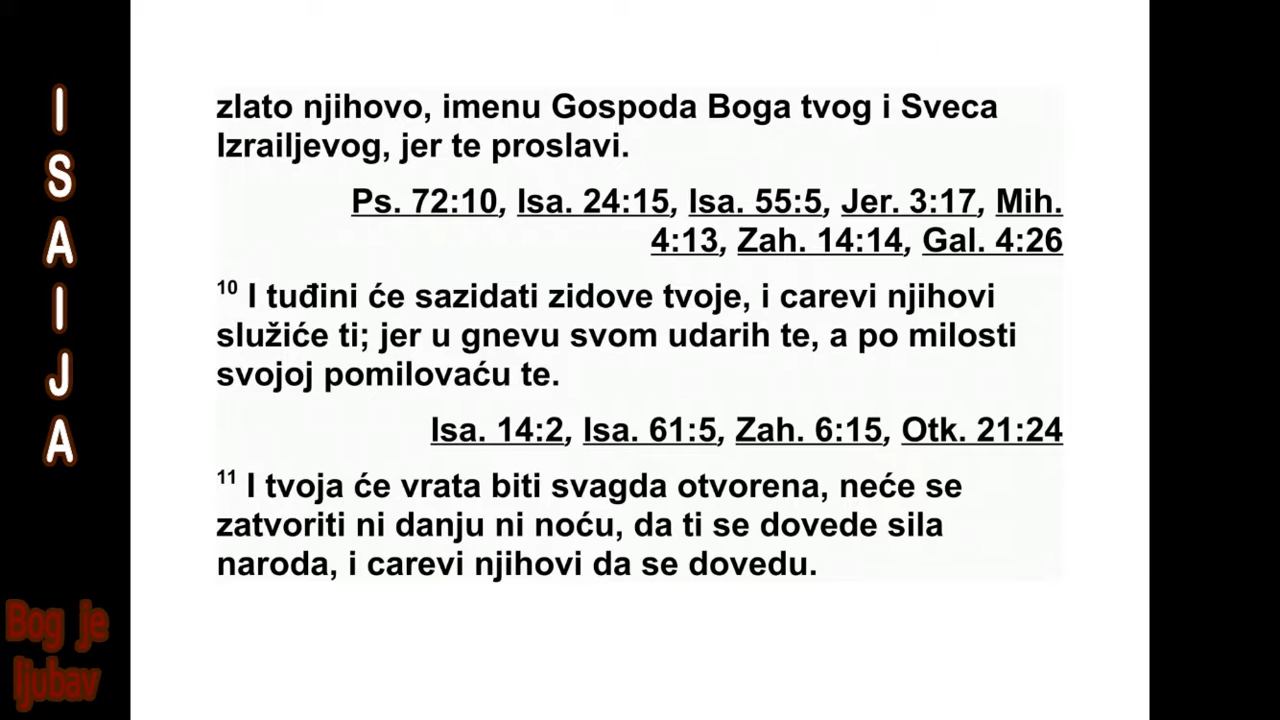 ISAIJA
zlato njihovo, imenu Gospoda Boga tvog i Sveca
Izrailjevog, jer te proslavi.
Ps. 72:10, Isa. 24:15, Isa. 55:5, Jer. 3:17, Mih.
4:13, Zah. 14:14, Gal. 4:26
10 I tuđini će sazidati zidove tvoje, i carevi njihovi
služiće ti; jer u gnevu svom udarih te, a po milosti
svojoj pomilovaću te.
Isa. 14:2, Isa. 61:5, Zah. 6:15, Otk. 21:24
11 I tvoja će vrata biti svagda otvorena, neće se
zatvoriti ni danju ni noću, da ti se dovede sila
naroda, i carevi njihovi da se dovedu.
Bog je
ljubav